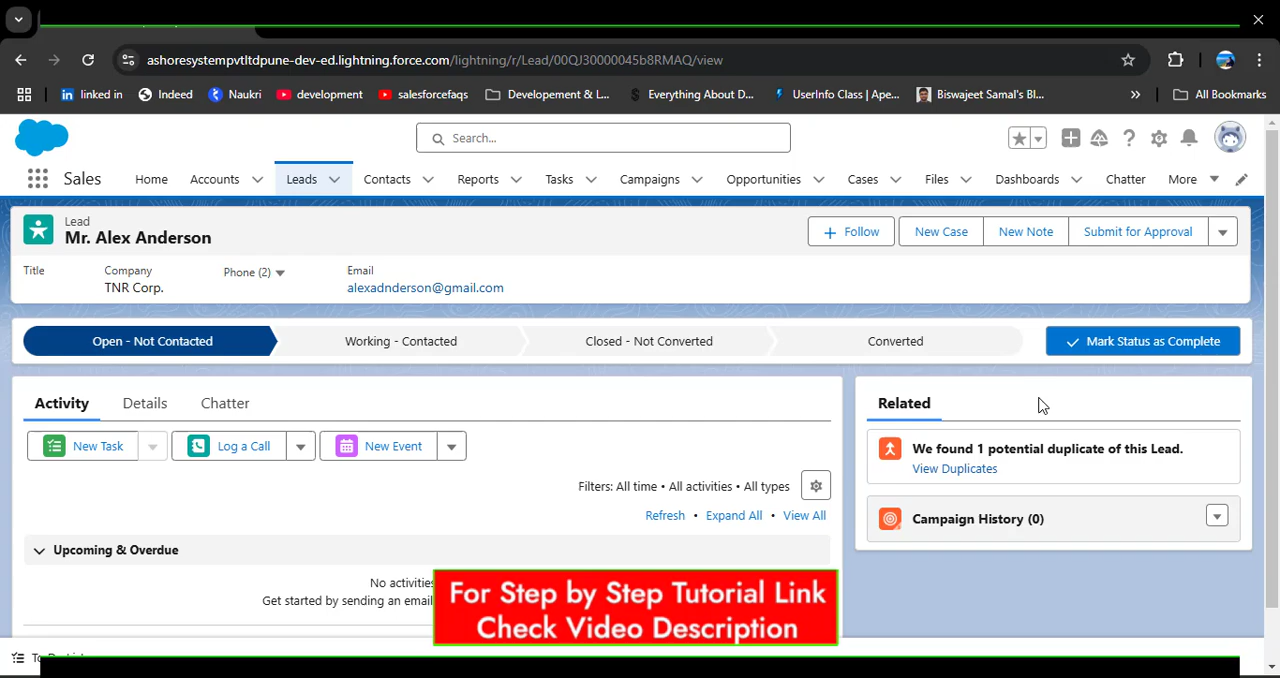 ashoresystempvtltdpune-dev-ed.lightning.force.com/lightning/r/Lead/00QJ30000045b8RMAQ/view
linked in
Indeed
Naukri
development
salesforcefaqs
Developement & L...
Everything About D...
UserInfo Class | Ape...
Biswajeet Samal's Bl...
All Bookmarks
Search...
Sales
Home
Accounts
Leads
Contacts
Reports
Tasks
Campaigns
Opportunities
Cases
Files
Dashboards
Chatter
More
Lead
Mr. Alex Anderson
Follow
New Case
New Note
Submit for Approval
Title
Company
Phone (2)
Email
TNR Corp.
alexadnderson@gmail.com
Open - Not Contacted
Working - Contacted
Closed - Not Converted
Converted
Mark Status as Complete
Activity
Details
Chatter
Related
New Task
Log a Call
New Event
We found 1 potential duplicate of this Lead.
View Duplicates
Filters: All time • All activities • All types
Refresh • Expand All • View All
Campaign History (0)
Upcoming & Overdue
No activities
Get started by sending an email
For Step by Step Tutorial Link
Check Video Description